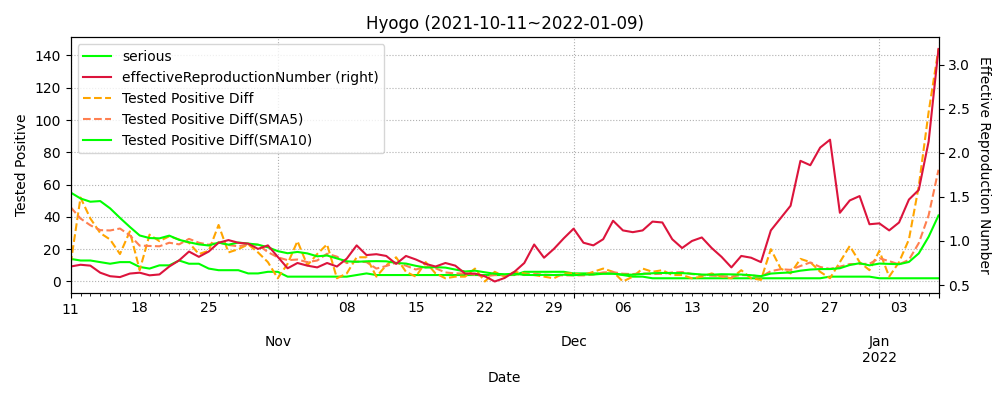 Hyogo (2021-10-11~2022-01-09)
serious
effectiveReproductionNumber (right)
Tested Positive Diff
Tested Positive Diff(SMA5)
Tested Positive Diff(SMA10)
Tested Positive
140
120
100
80
60
40
20
0
3.0
2.5
2.0
1.5
1.0
0.5
Effective Reproduction Number
11 18 25 08 15 22 29 06 13 20 27 03
Nov Dec Jan
2022
Date